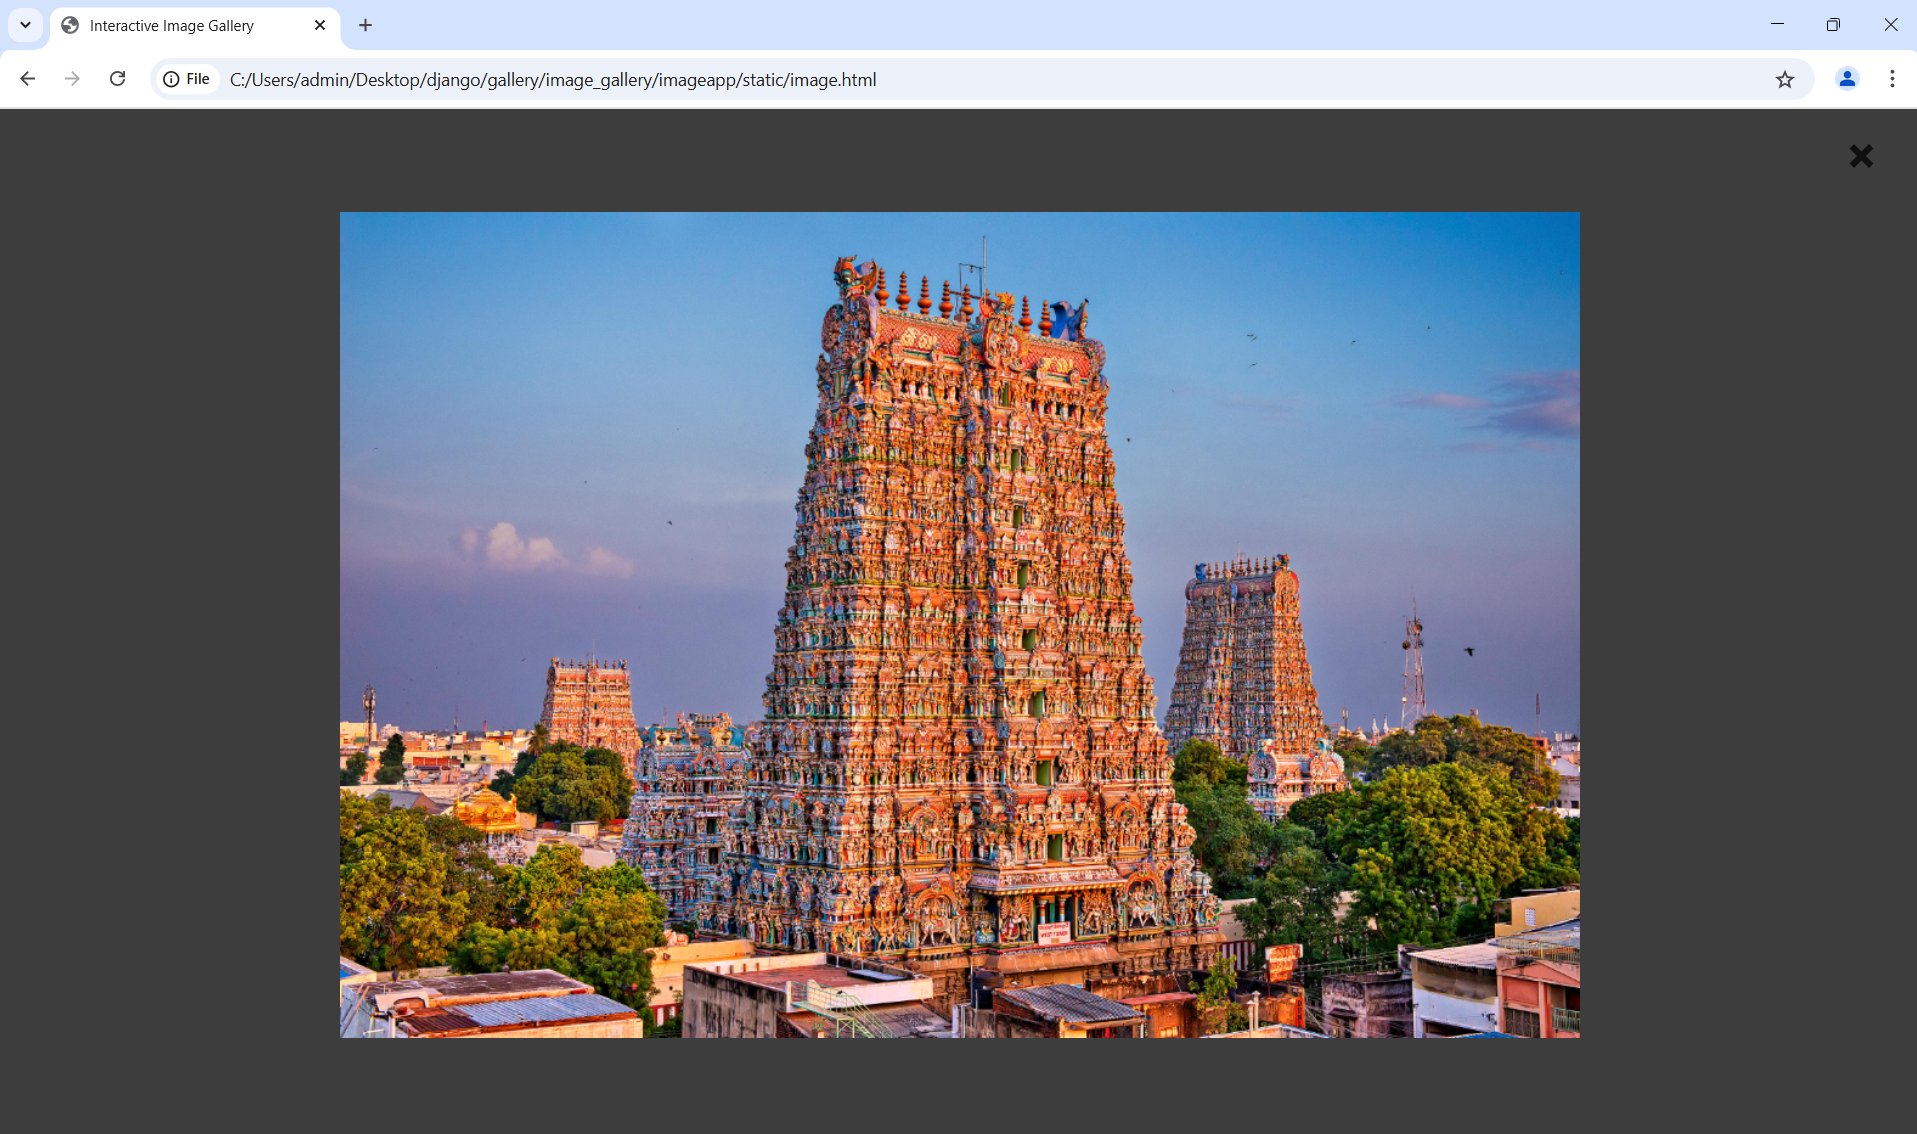 Interactive Image Gallery
File
C:/Users/admin/Desktop/django/gallery/image_gallery/imageapp/static/image.html